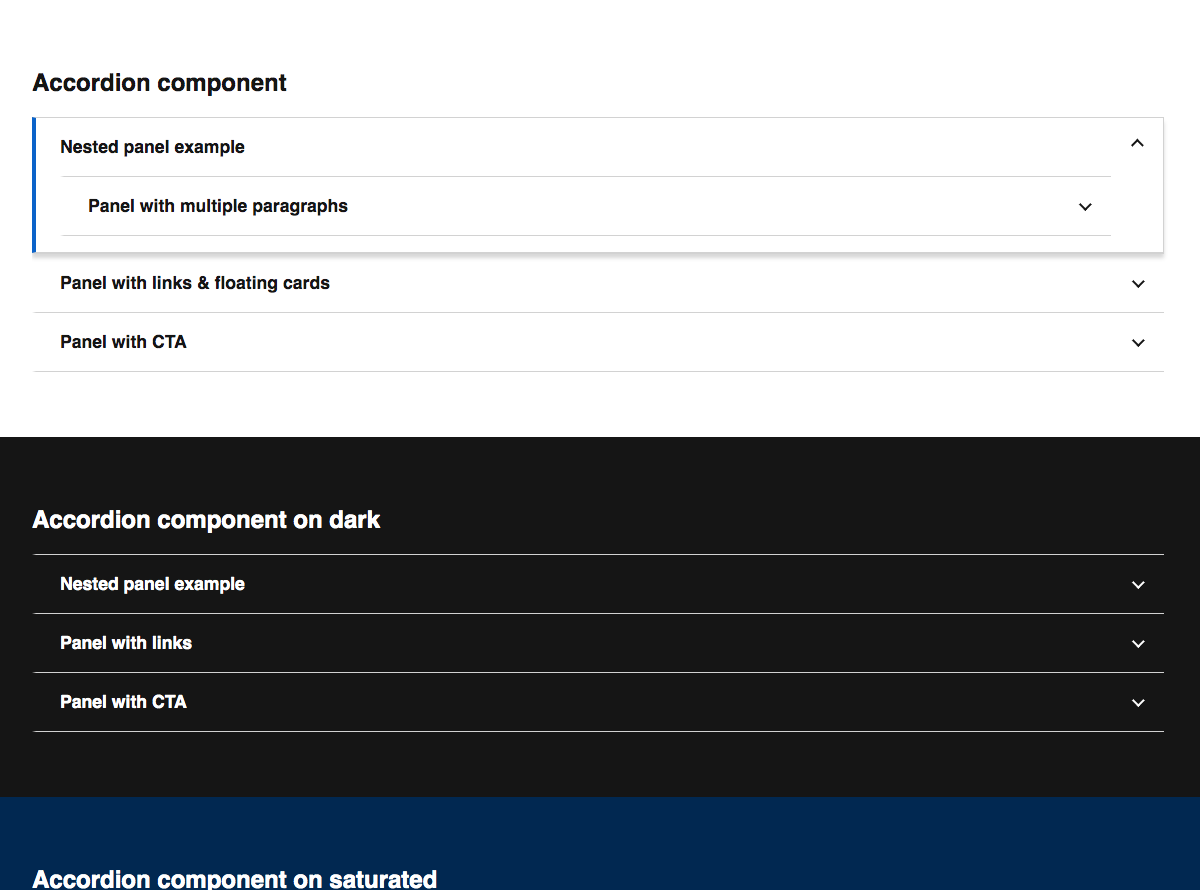 Accordion component
Nested panel example
Panel with multiple paragraphs
Panel with links & floating cards
Panel with CTA
Accordion component on dark
Nested panel example
Panel with links
Panel with CTA
Accordion component on saturated